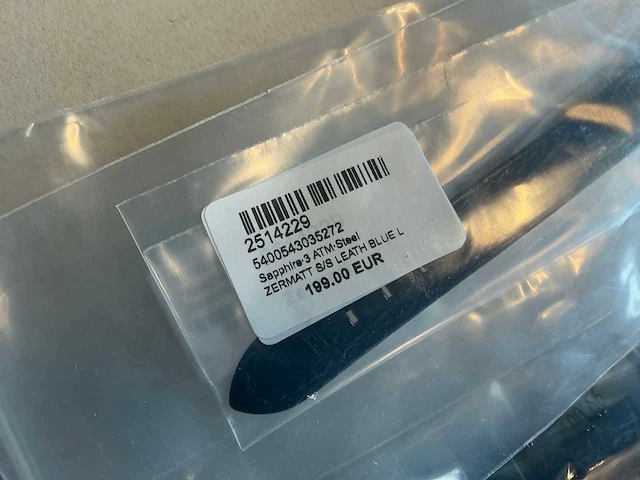 2514229
5400543035272
Sapphire·3 ATM·Steel
ZERMATT S/S LEATH BLUE L
199.00 EUR